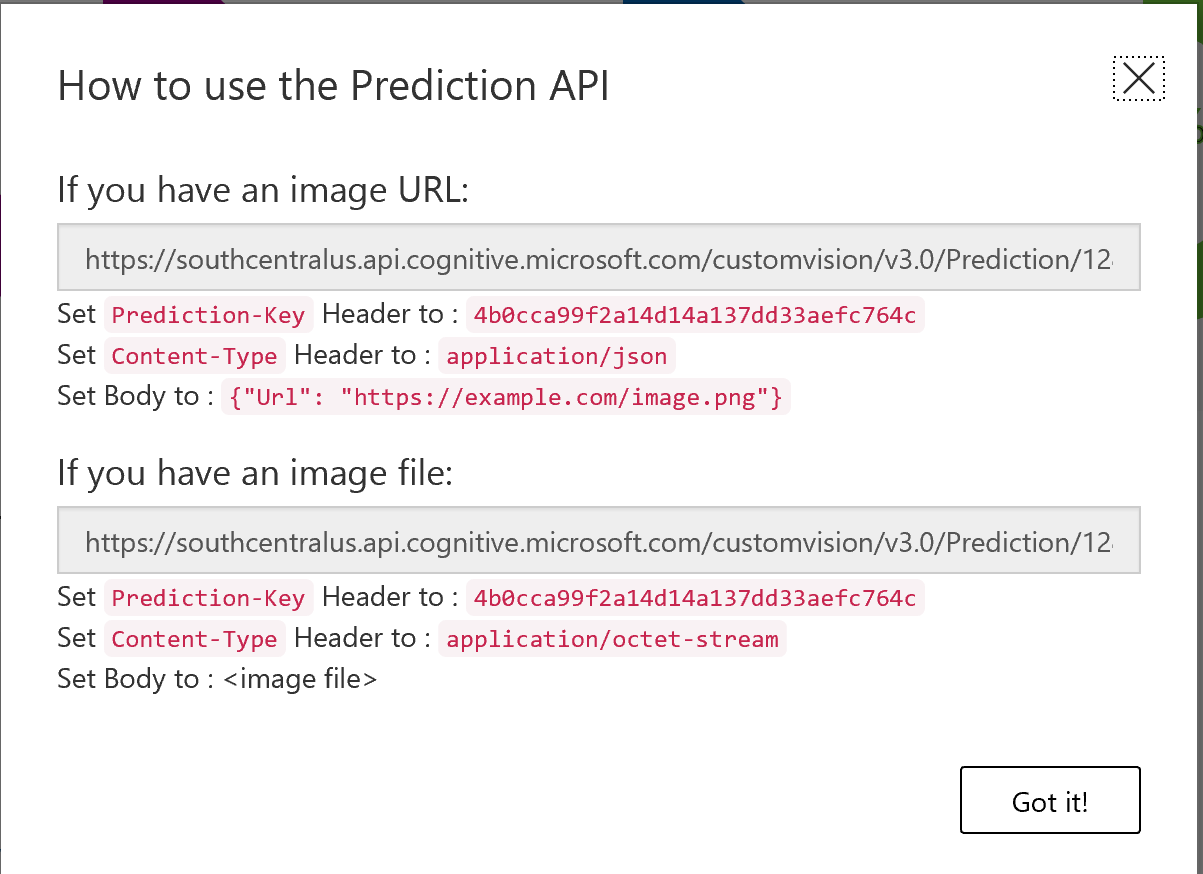 How to use the Prediction API
If you have an image URL:
https://southcentralus.api.cognitive.microsoft.com/customvision/v3.0/Prediction/12
Set Prediction-Key Header to : 4b0cca99f2a14d14a137dd33aefc764c
Set Content-Type Header to : application/json
Set Body to : {"Url": "https://example.com/image.png"}
If you have an image file:
https://southcentralus.api.cognitive.microsoft.com/customvision/v3.0/Prediction/12
Set Prediction-Key Header to : 4b0cca99f2a14d14a137dd33aefc764c
Set Content-Type Header to : application/octet-stream
Set Body to : <image file>
Got it!